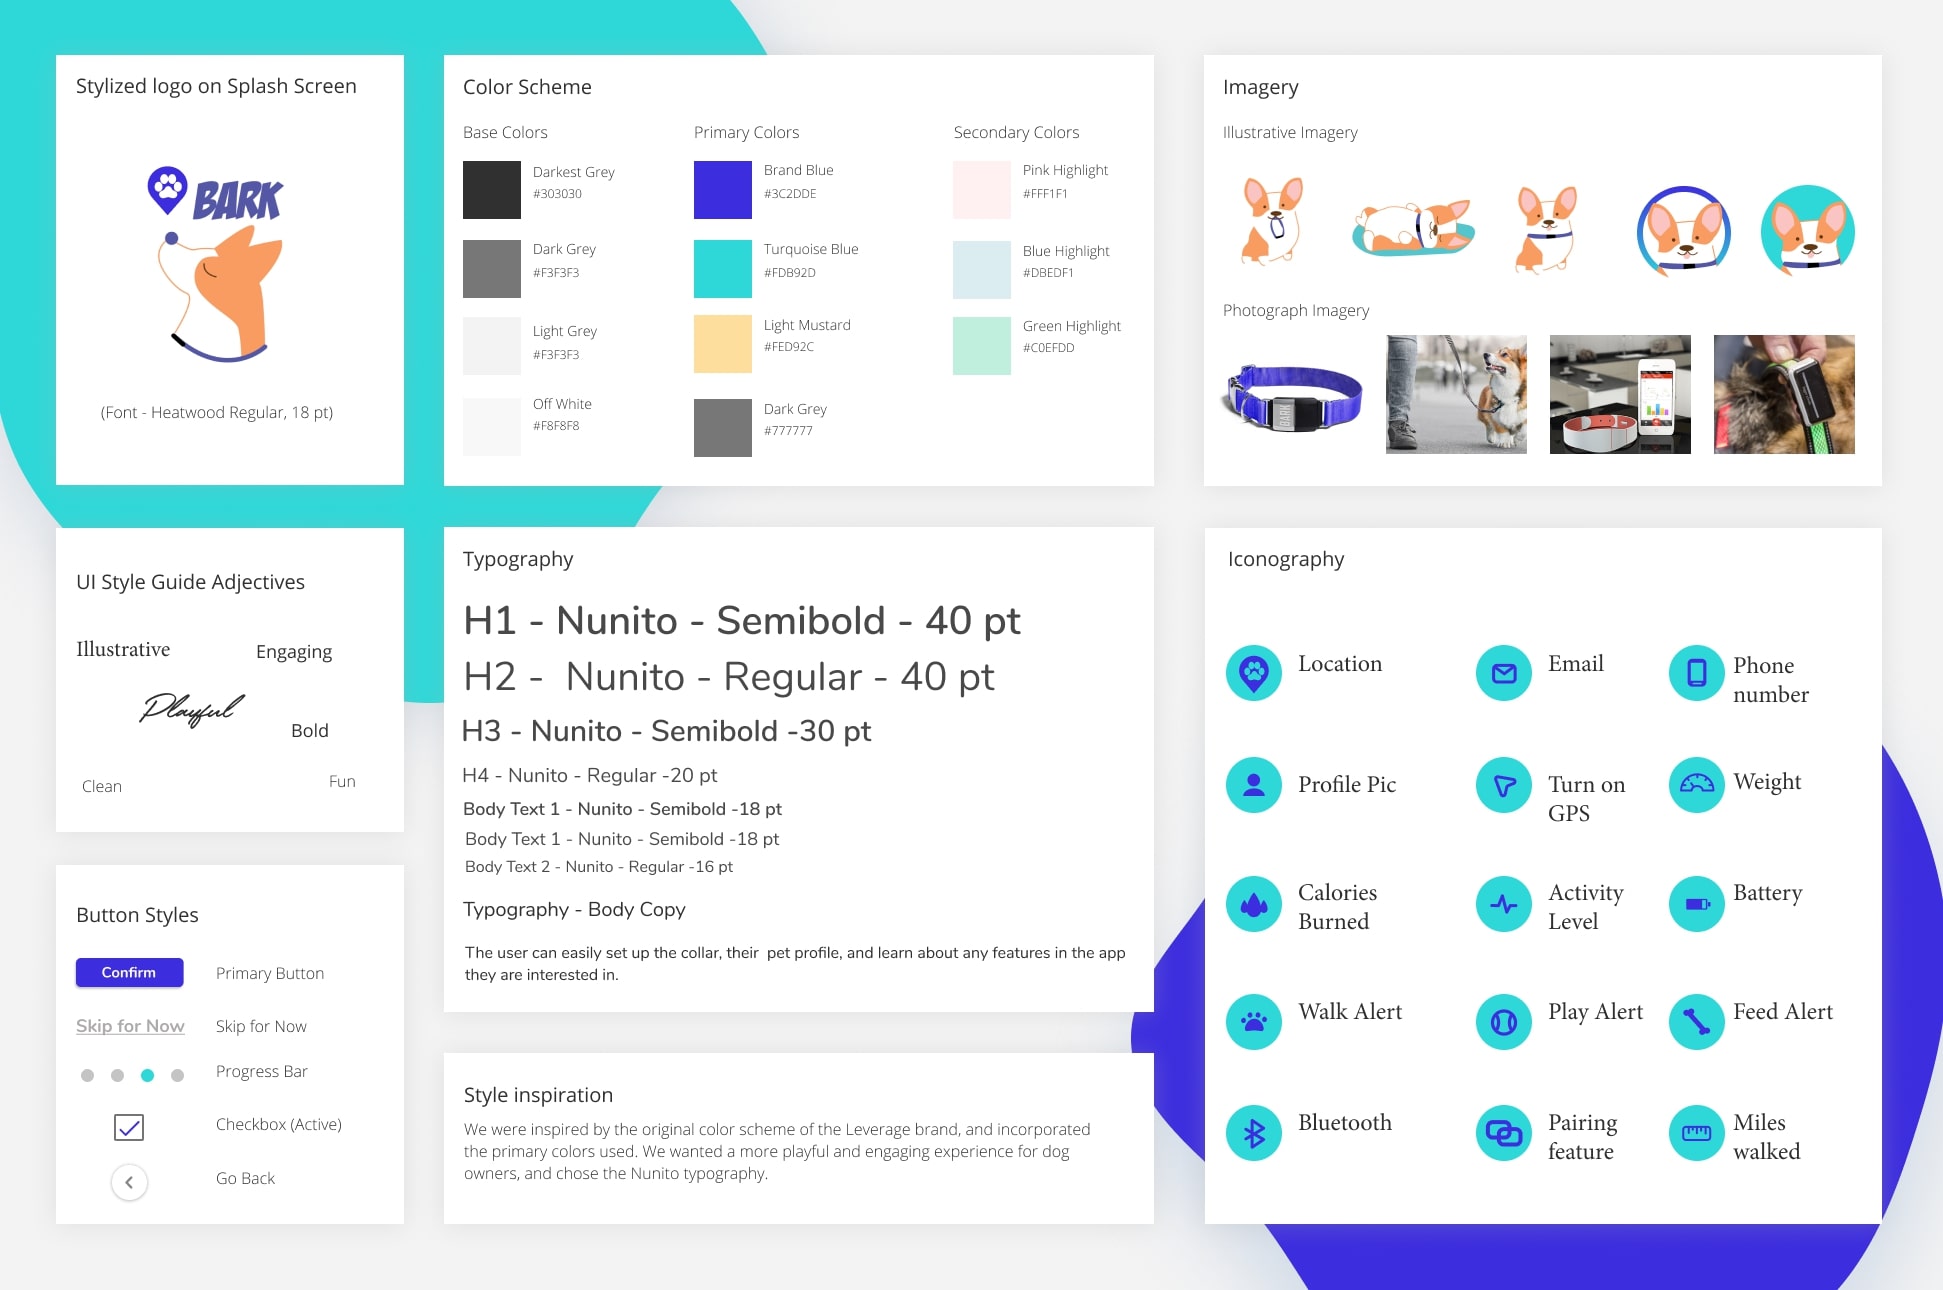 Stylized logo on Splash Screen
BARK
(Font - Heatwood Regular, 18 pt)
Color Scheme
Base Colors
Darkest Grey
#303030
Dark Grey
#F3F3F3
Light Grey
#F3F3F3
Off White
#F8F8F8
Primary Colors
Brand Blue
#3C2DDE
Turquoise Blue
#FDB92D
Light Mustard
#FED92C
Dark Grey
#777777
Secondary Colors
Pink Highlight
#FFF1F1
Blue Highlight
#DBEDF1
Green Highlight
#C0EFDD
Imagery
Illustrative Imagery
Photograph Imagery
BARK
UI Style Guide Adjectives
Illustrative
Engaging
Playful
Bold
Clean
Fun
Button Styles
Confirm
Primary Button
Skip for Now
Skip for Now
Progress Bar
Checkbox (Active)
Go Back
Typography
H1 - Nunito - Semibold - 40 pt
H2 - Nunito - Regular - 40 pt
H3 - Nunito - Semibold -30 pt
H4 - Nunito - Regular -20 pt
Body Text 1 - Nunito - Semibold -18 pt
Body Text 1 - Nunito - Semibold -18 pt
Body Text 2 - Nunito - Regular -16 pt
Typography - Body Copy
The user can easily set up the collar, their pet profile, and learn about any features in the app
they are interested in.
Style inspiration
We were inspired by the original color scheme of the Leverage brand, and incorporated
the primary colors used. We wanted a more playful and engaging experience for dog
owners, and chose the Nunito typography.
Iconography
Location
Email
Phone
number
Profile Pic
Turn on
GPS
Weight
Calories
Burned
Activity
Level
Battery
Walk Alert
Play Alert
Feed Alert
Bluetooth
Pairing
feature
Miles
walked